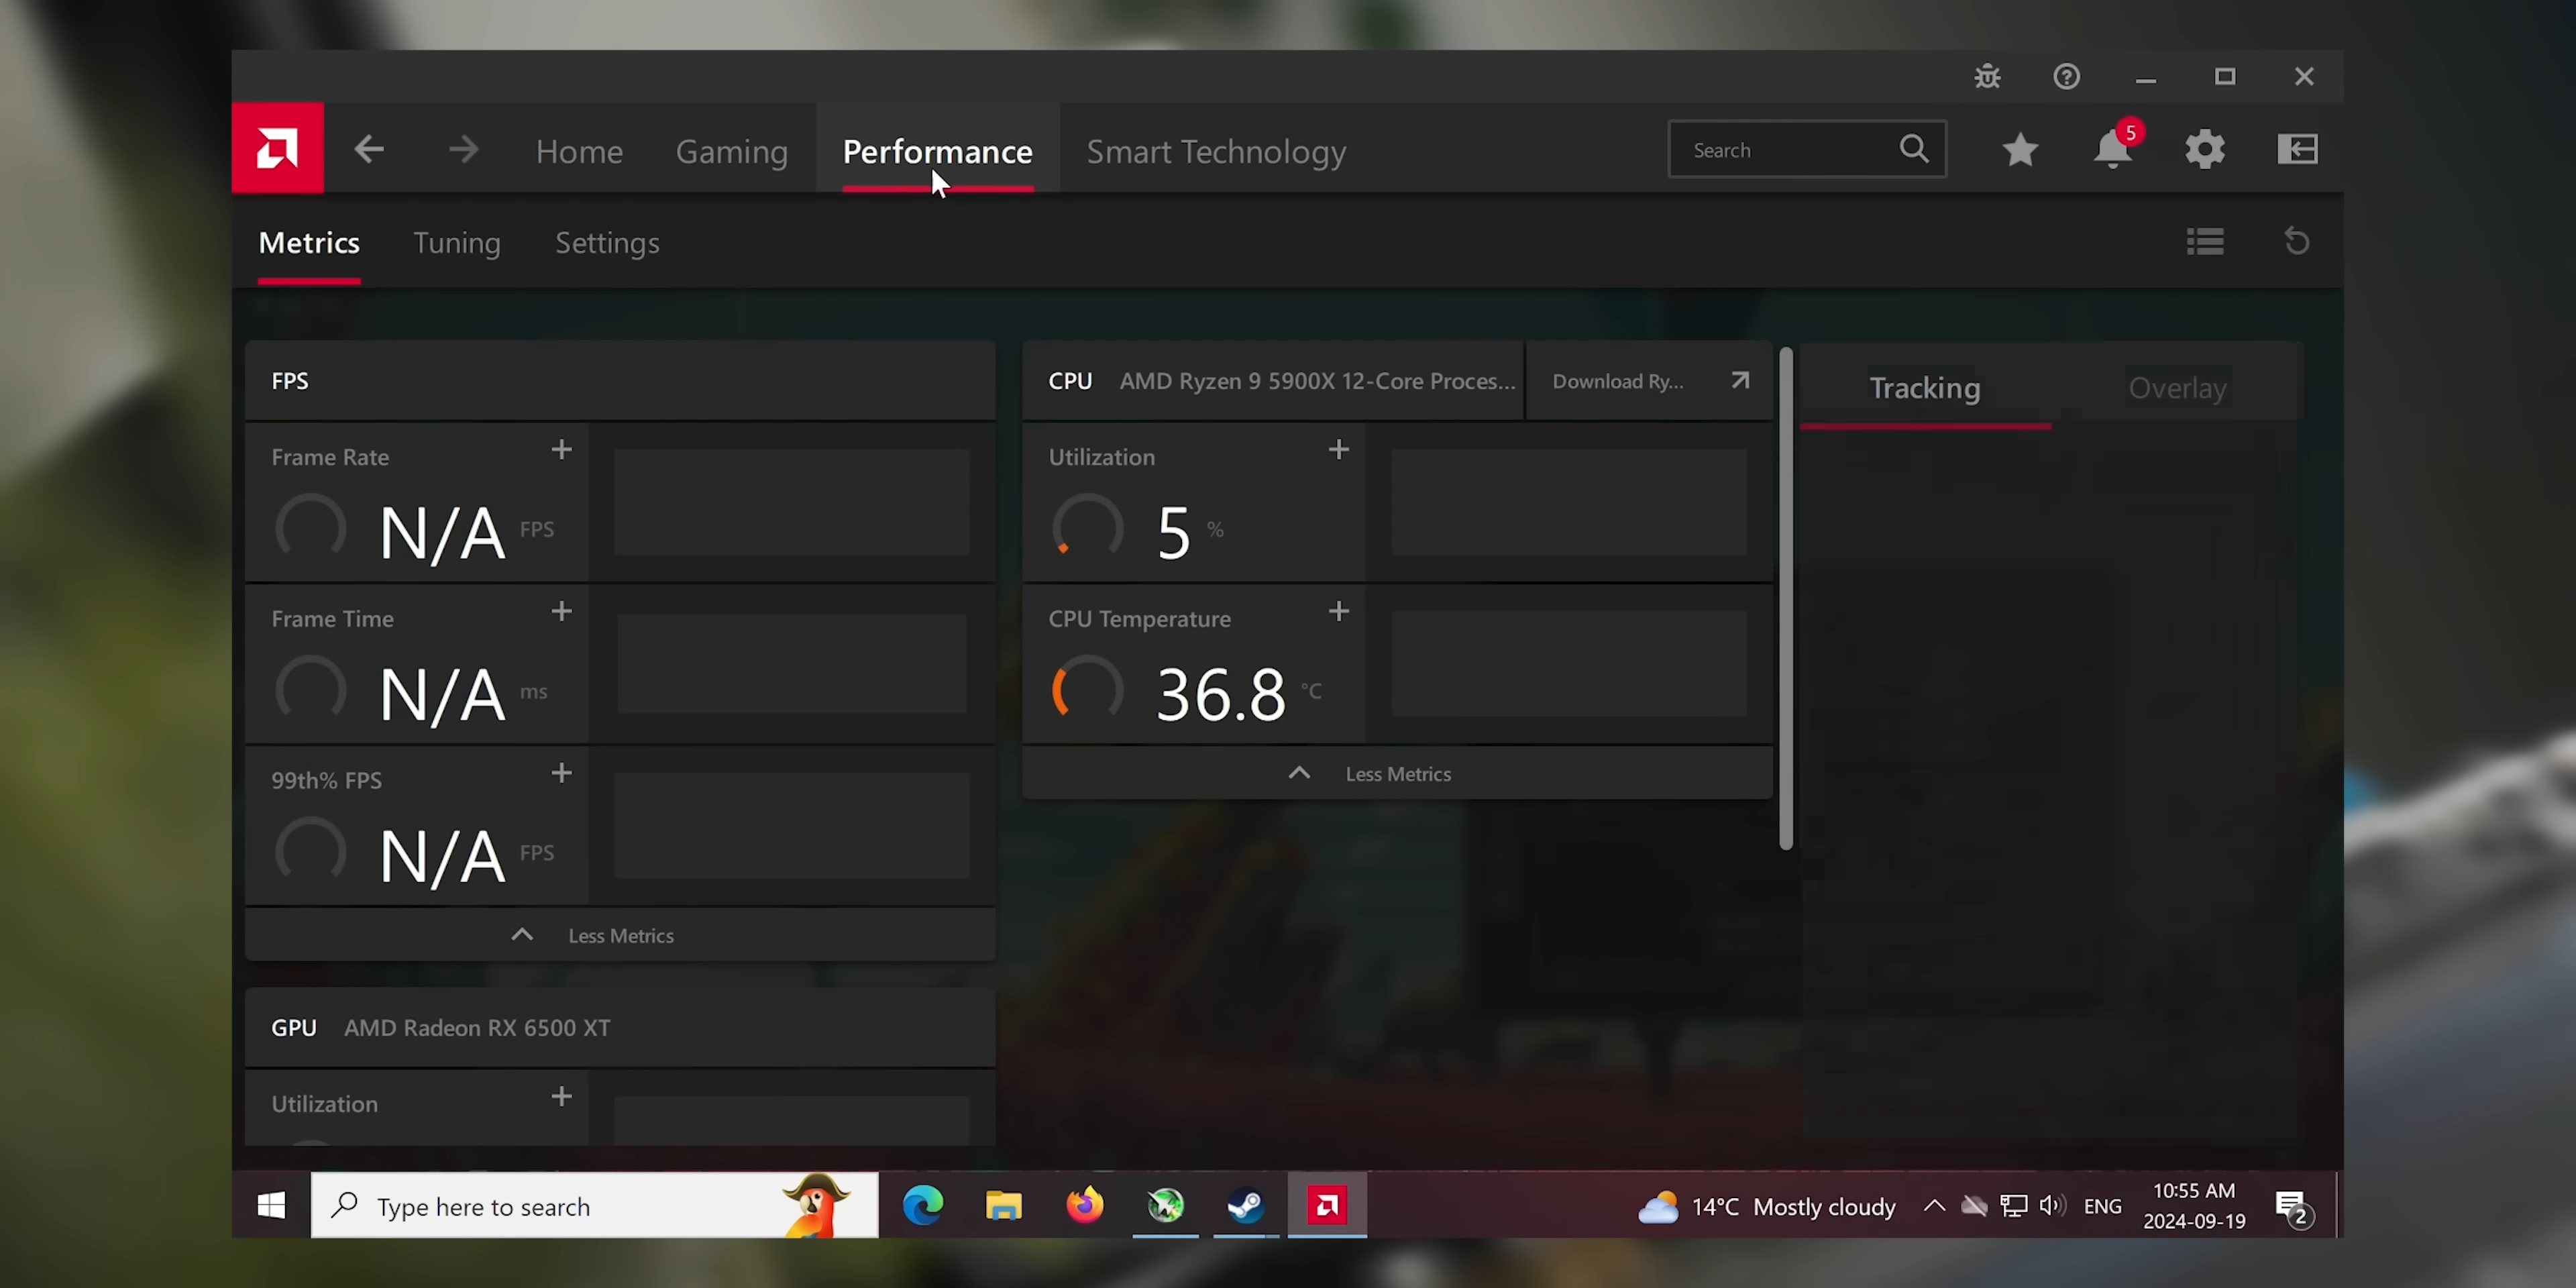 Home Gaming Performance Smart Technology Search 5
Metrics Tuning Settings
FPS
Frame Rate
N/A FPS
Frame Time
N/A ms
99th% FPS
N/A FPS
Less Metrics
GPU AMD Radeon RX 6500 XT
Utilization
CPU AMD Ryzen 9 5900X 12-Core Proces... Download Ry...
Utilization
5 %
CPU Temperature
36.8 °C
Less Metrics
Tracking Overlay
Type here to search
14°C Mostly cloudy
ENG
10:55 AM
2024-09-19
2